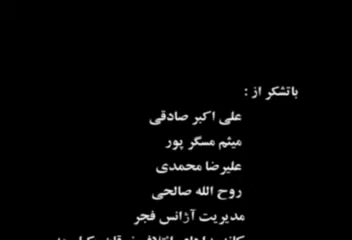 باتشکر از :
علی اکبر صادقی
میثم مسگر پور
علیرضا محمدی
روح الله صالحی
مدیریت آژانس فجر